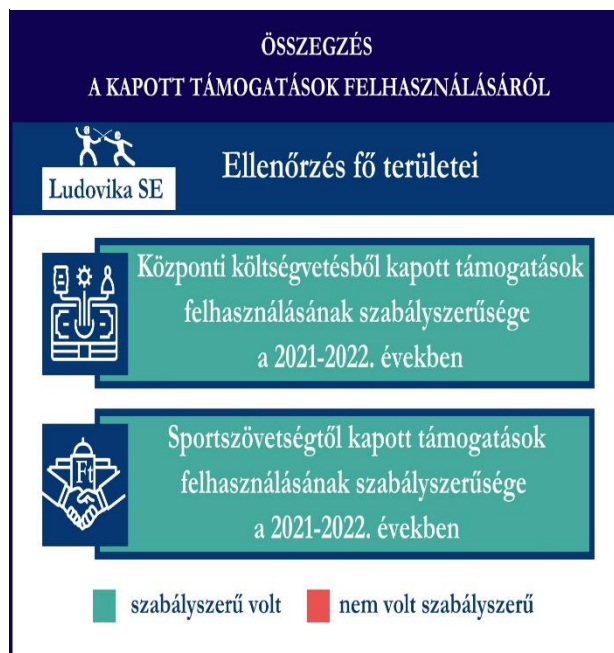 ÖSSZEGZÉS
A KAPOTT TÁMOGATÁSOK FELHASZNÁLÁSÁRÓL
Ludovika SE
Ellenőrzés fő területei
Központi költségvetésből kapott támogatások
felhasználásának szabályszerűsége
a 2021-2022. években
Ft
Sportszövetségtől kapott támogatások
felhasználásának szabályszerűsége
a 2021-2022. években
szabályszerű volt
nem volt szabályszerű